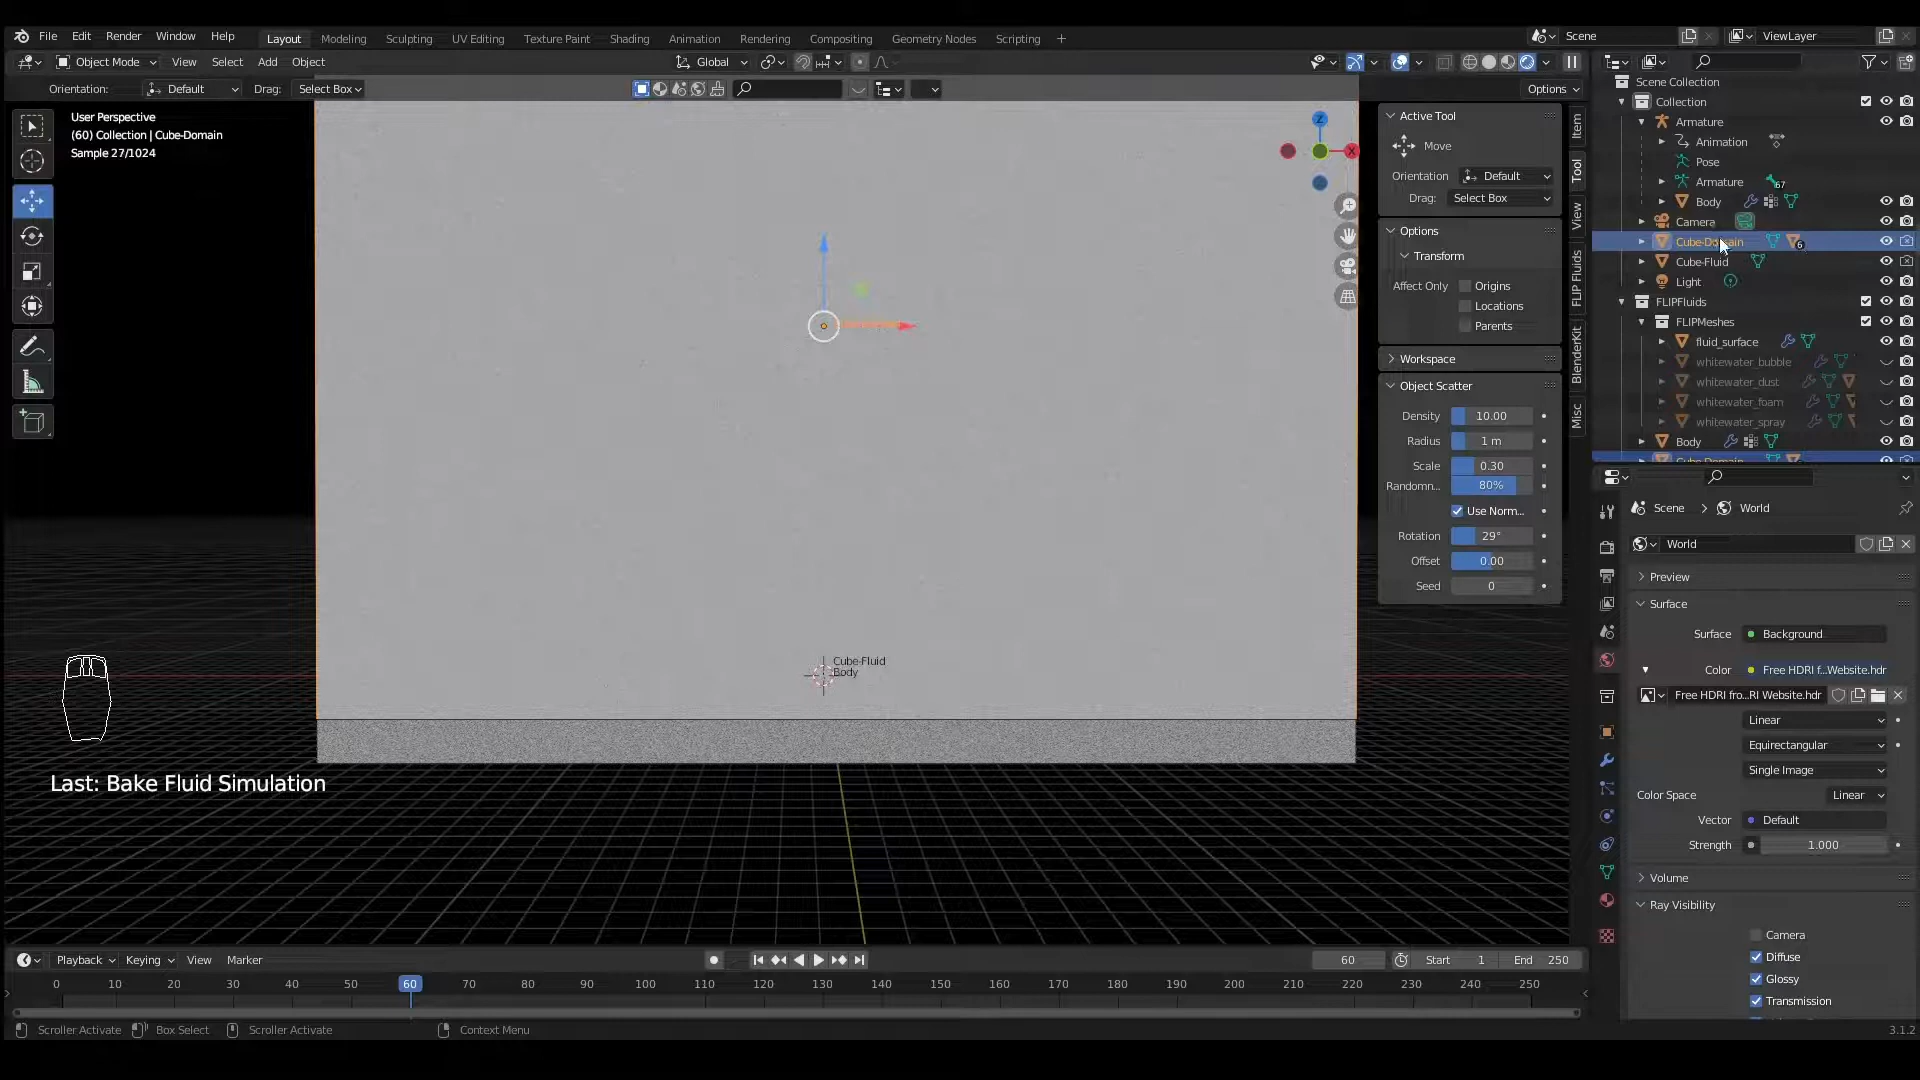 File Edit Render Window Help Layout Modeling Sculpting UV Editing Texture Paint Shading Animation Rendering Compositing Geometry Nodes Scripting + Scene ViewLayer
Object Mode View Select Add Object Global
Orientation: Default Drag: Select Box Options
User Perspective
(60) Collection | Cube-Domain
Sample 27/1024
Z
X
Cube-Fluid
Body
Last: Bake Fluid Simulation
Active Tool
Move
Orientation Default
Drag: Select Box
Options
Transform
Affect Only Origins
Locations
Parents
Workspace
Object Scatter
Density 10.00
Radius 1 m
Scale 0.30
Randomn... 80%
Use Norm...
Rotation 29°
Offset 0.00
Seed 0
Item
Tool
View
FLIP Fluids
BlenderKit
Misc
Scene Collection
Collection
Armature
Animation
Pose
Armature 67
Body
Camera
Cube-Domain 6
Cube-Fluid
Light
FLIPFluids
FLIPMeshes
fluid_surface
whitewater_bubble
whitewater_dust
whitewater_foam
whitewater_spray
Body
Cube-Domain
Scene > World
World
Preview
Surface
Surface Background
Color Free HDRI f...Website.hdr
Free HDRI fro...RI Website.hdr
Linear
Equirectangular
Single Image
Color Space Linear
Vector Default
Strength 1.000
Volume
Ray Visibility
Camera
Diffuse
Glossy
Transmission
Playback Keying View Marker 60 Start 1 End 250
0 10 20 30 40 50 60 70 80 90 100 110 120 130 140 150 160 170 180 190 200 210 220 230 240 250
Scroller Activate Box Select Scroller Activate Context Menu 3.1.2